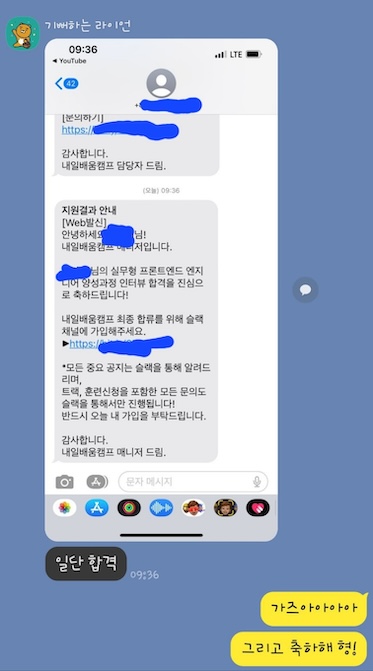 기뻐하는 라이언
09:36
LTE
◀ YouTube
42
[문의하기]
https:
감사합니다.
내일배움캠프 담당자 드림.
(오늘) 09:36
지원결과 안내
[Web발신]
안녕하세요 님!
내일배움캠프 매니저입니다.
님의 실무형 프론트엔드 엔지
니어 양성과정 인터뷰 합격을 진심으
로 축하드립니다!
내일배움캠프 최종 합류를 위해 슬랙
채널에 가입해주세요.
▶https:
*모든 중요 공지는 슬랙을 통해 알려드
리며,
트랙, 훈련신청을 포함한 모든 문의도
슬랙을 통해서만 진행됩니다!
반드시 오늘 내 가입을 부탁드립니다.
감사합니다.
내일배움캠프 매니저 드림.
문자 메시지
일단 합격
09:36
가즈아아아아아
그리고 축하해 형!